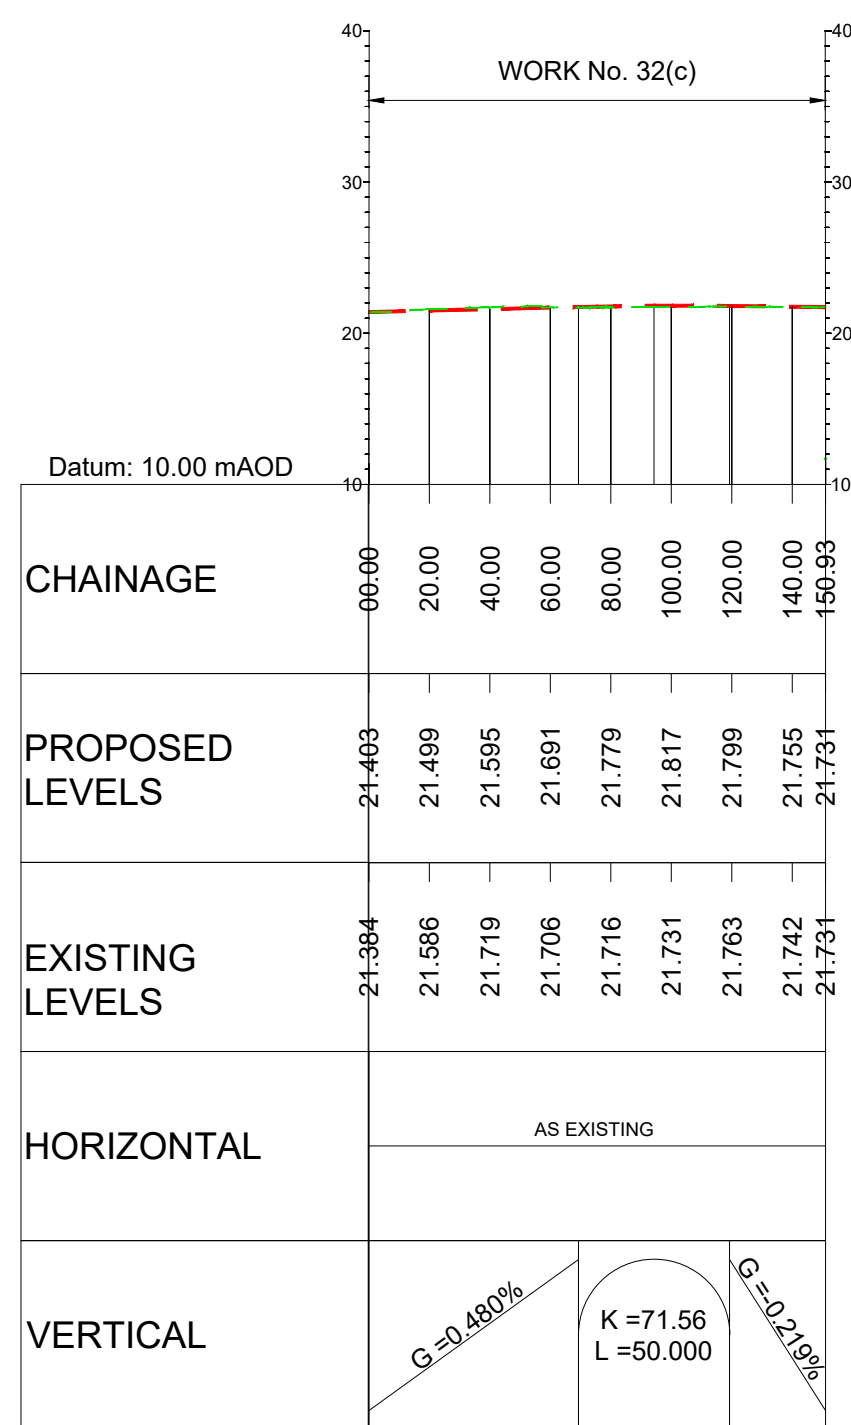 40 40
WORK No. 32(c)
30 30
20 20
Datum: 10.00 mAOD
10 10
CHAINAGE
00.00 20.00 40.00 60.00 80.00 100.00 120.00 140.00 150.93
PROPOSED
LEVELS
21.403 21.499 21.595 21.691 21.779 21.817 21.799 21.755 21.731
EXISTING
LEVELS
21.384 21.586 21.719 21.706 21.716 21.731 21.763 21.742 21.731
HORIZONTAL
AS EXISTING
VERTICAL
G =0.480%
K =71.56
L =50.000
G =-0.219%